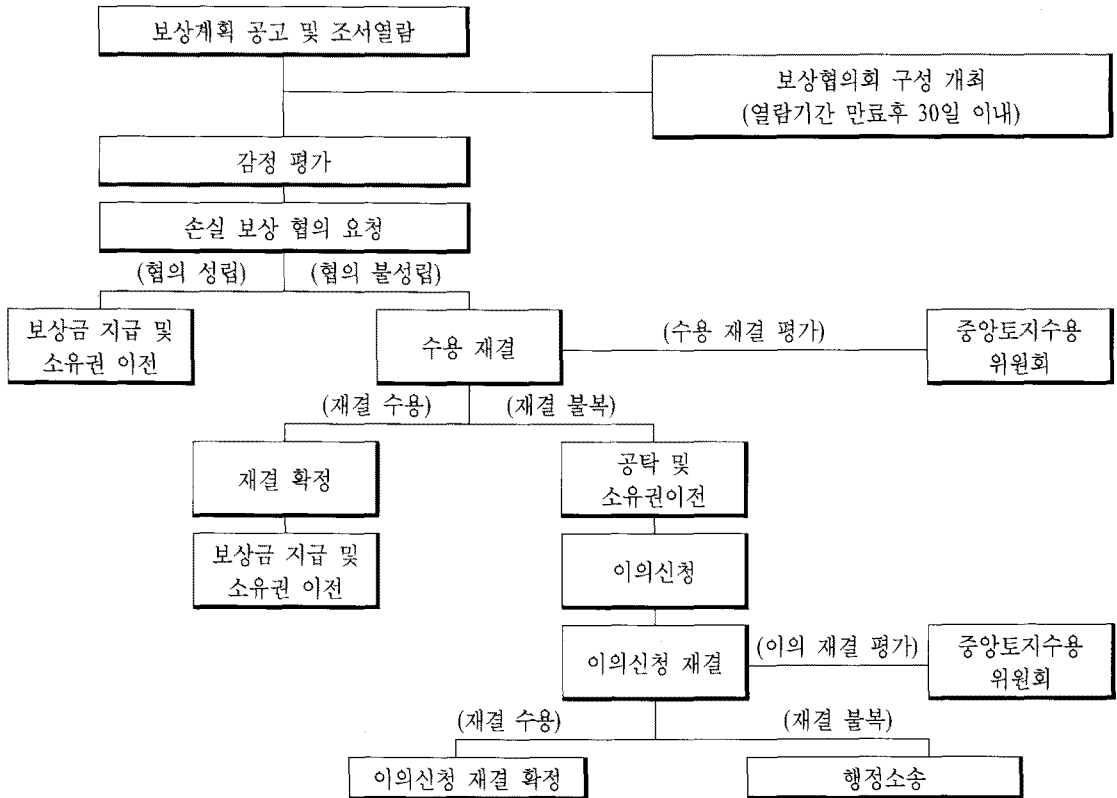 보상계획 공고 및 조서열람
보상협의회 구성 개최
(열람기간 만료후 30일 이내)
감정 평가
손실 보상 협의 요청
(협의 성립)
(협의 불성립)
보상금 지급 및
소유권 이전
수용 재결
(수용 재결 평가)
중앙토지수용
위원회
(재결 수용)
(재결 불복)
재결 확정
공탁 및
소유권이전
보상금 지급 및
소유권 이전
이의신청
이의신청 재결
(이의 재결 평가)
중앙토지수용
위원회
(재결 수용)
(재결 불복)
이의신청 재결 확정
행정소송